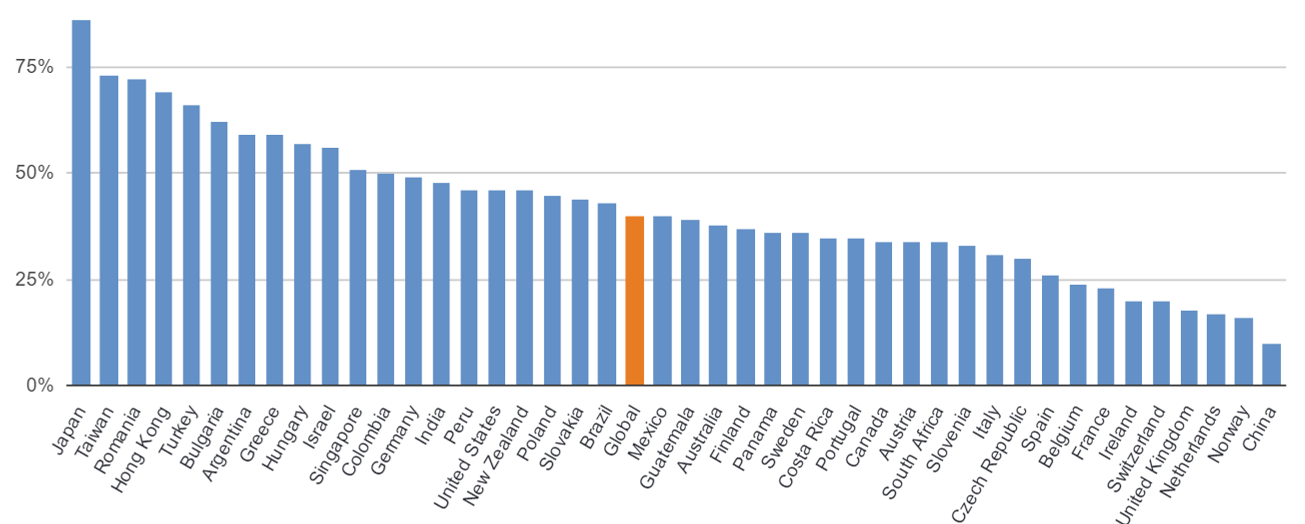 75%
50%
25%
0%
Japan
Taiwan
Romania
Hong Kong
Turkey
Bulgaria
Argentina
Greece
Hungary
Israel
Singapore
Colombia
Germany
India
Peru
United States
New Zealand
Poland
Slovakia
Brazil
Global
Mexico
Guatemala
Australia
Finland
Panama
Sweden
Costa Rica
Portugal
Canada
Austria
South Africa
Slovenia
Italy
Czech Republic
Spain
Belgium
France
Ireland
Switzerland
United Kingdom
Netherlands
Norway
China